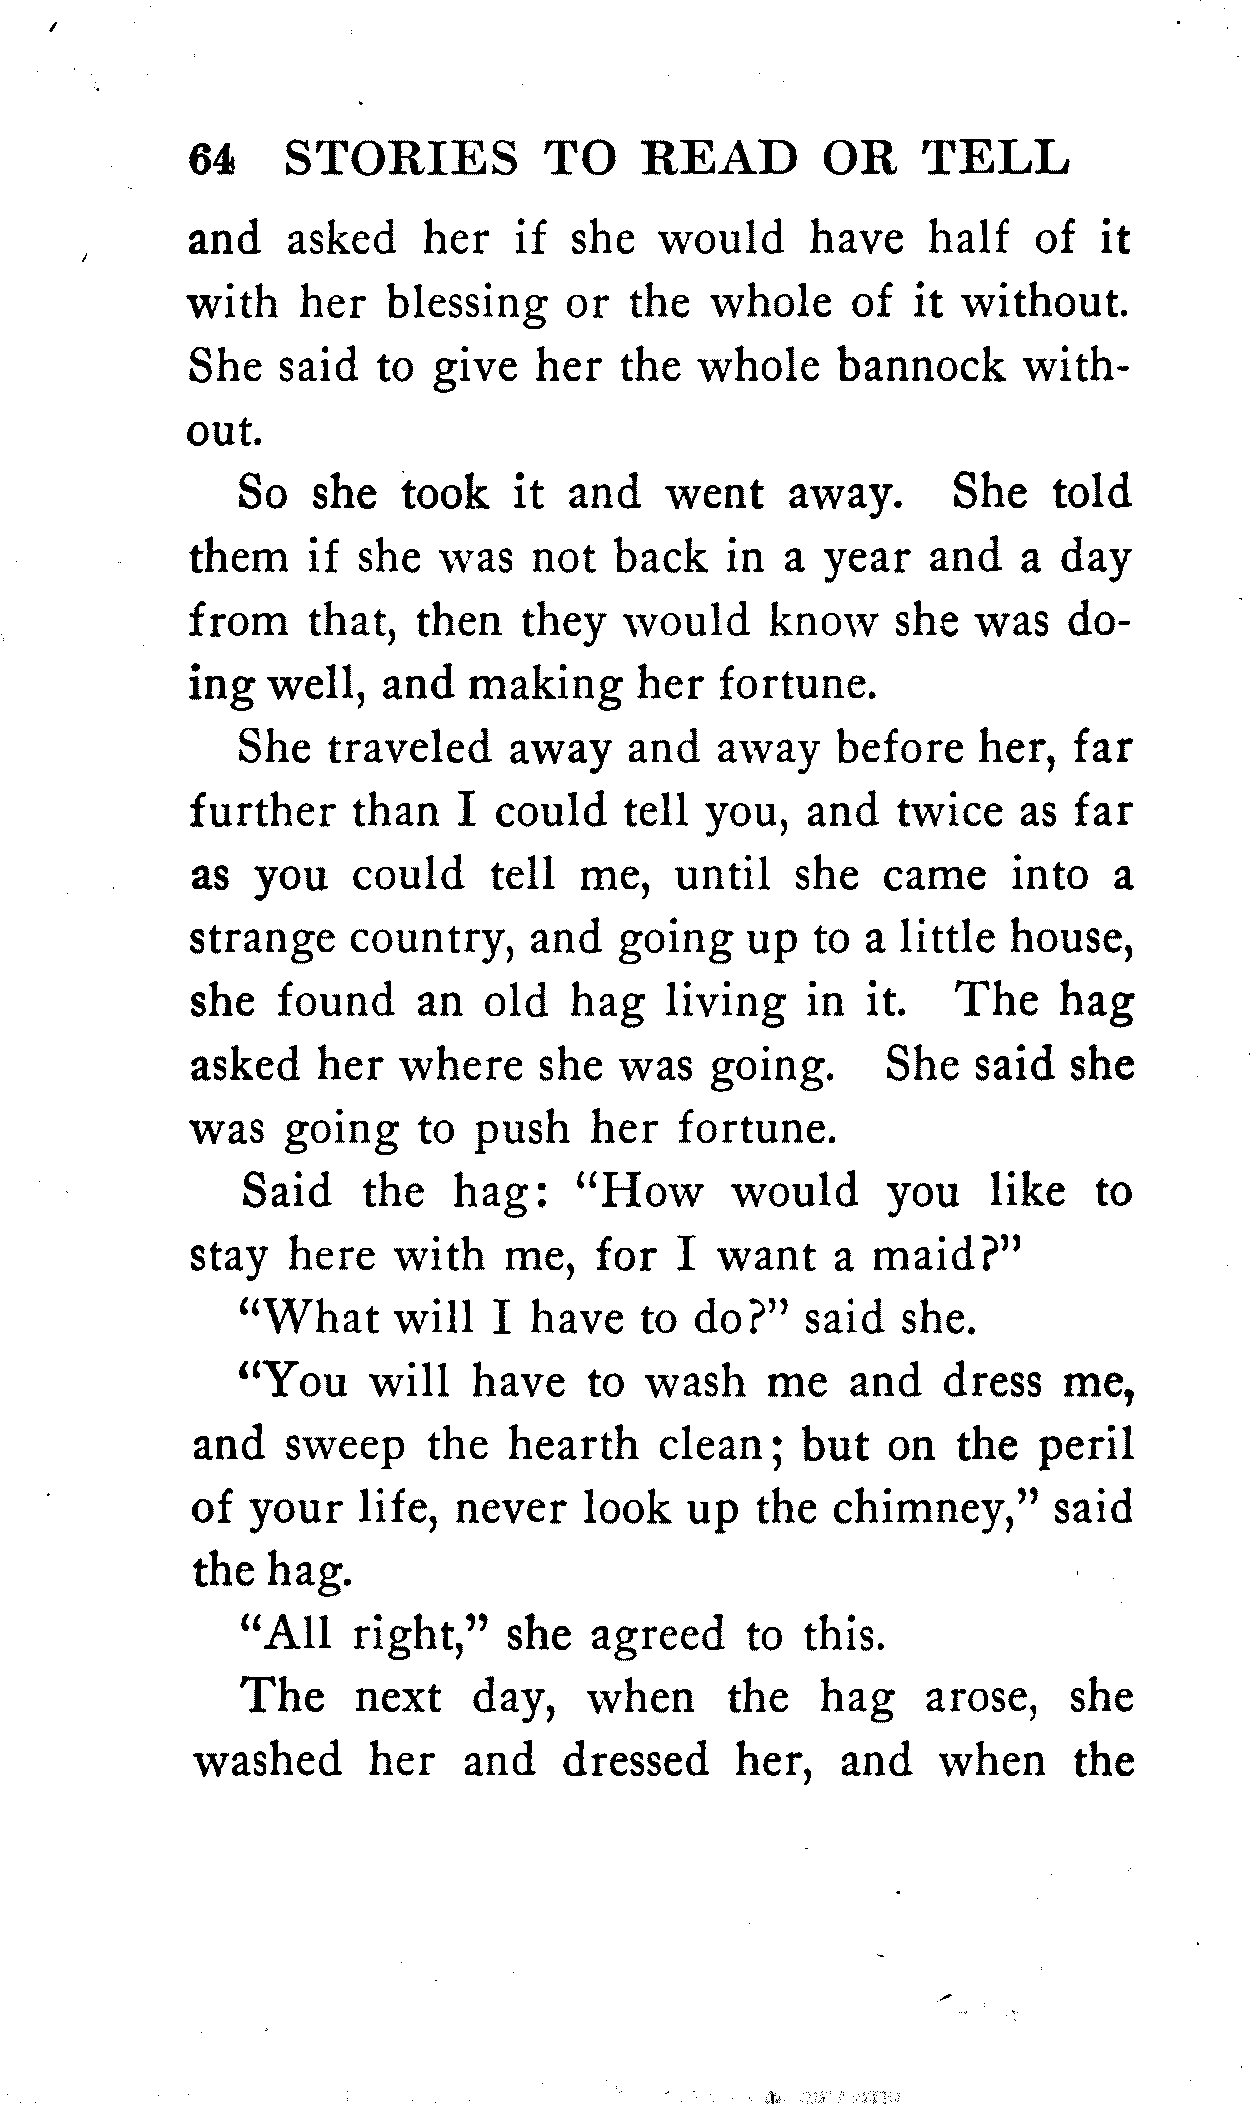 64 STORIES TO READ OR TELL
and asked her if she would have half of it
with her blessing or the whole of it without.
She said to give her the whole bannock with-
out.
So she took it and went away. She told
them if she was not back in a year and a day
from that, then they would know she was do-
ing well, and making her fortune.
She traveled away and away before her, far
further than I could tell you, and twice as far
as you could tell me, until she came into a
strange country, and going up to a little house,
she found an old hag living in it. The hag
asked her where she was going. She said she
was going to push her fortune.
Said the hag: "How would you like to
stay here with me, for I want a maid?"
"What will I have to do?" said she.
"You will have to wash me and dress me,
and sweep the hearth clean; but on the peril
of your life, never look up the chimney," said
the hag.
"All right," she agreed to this.
The next day, when the hag arose, she
washed her and dressed her, and when the